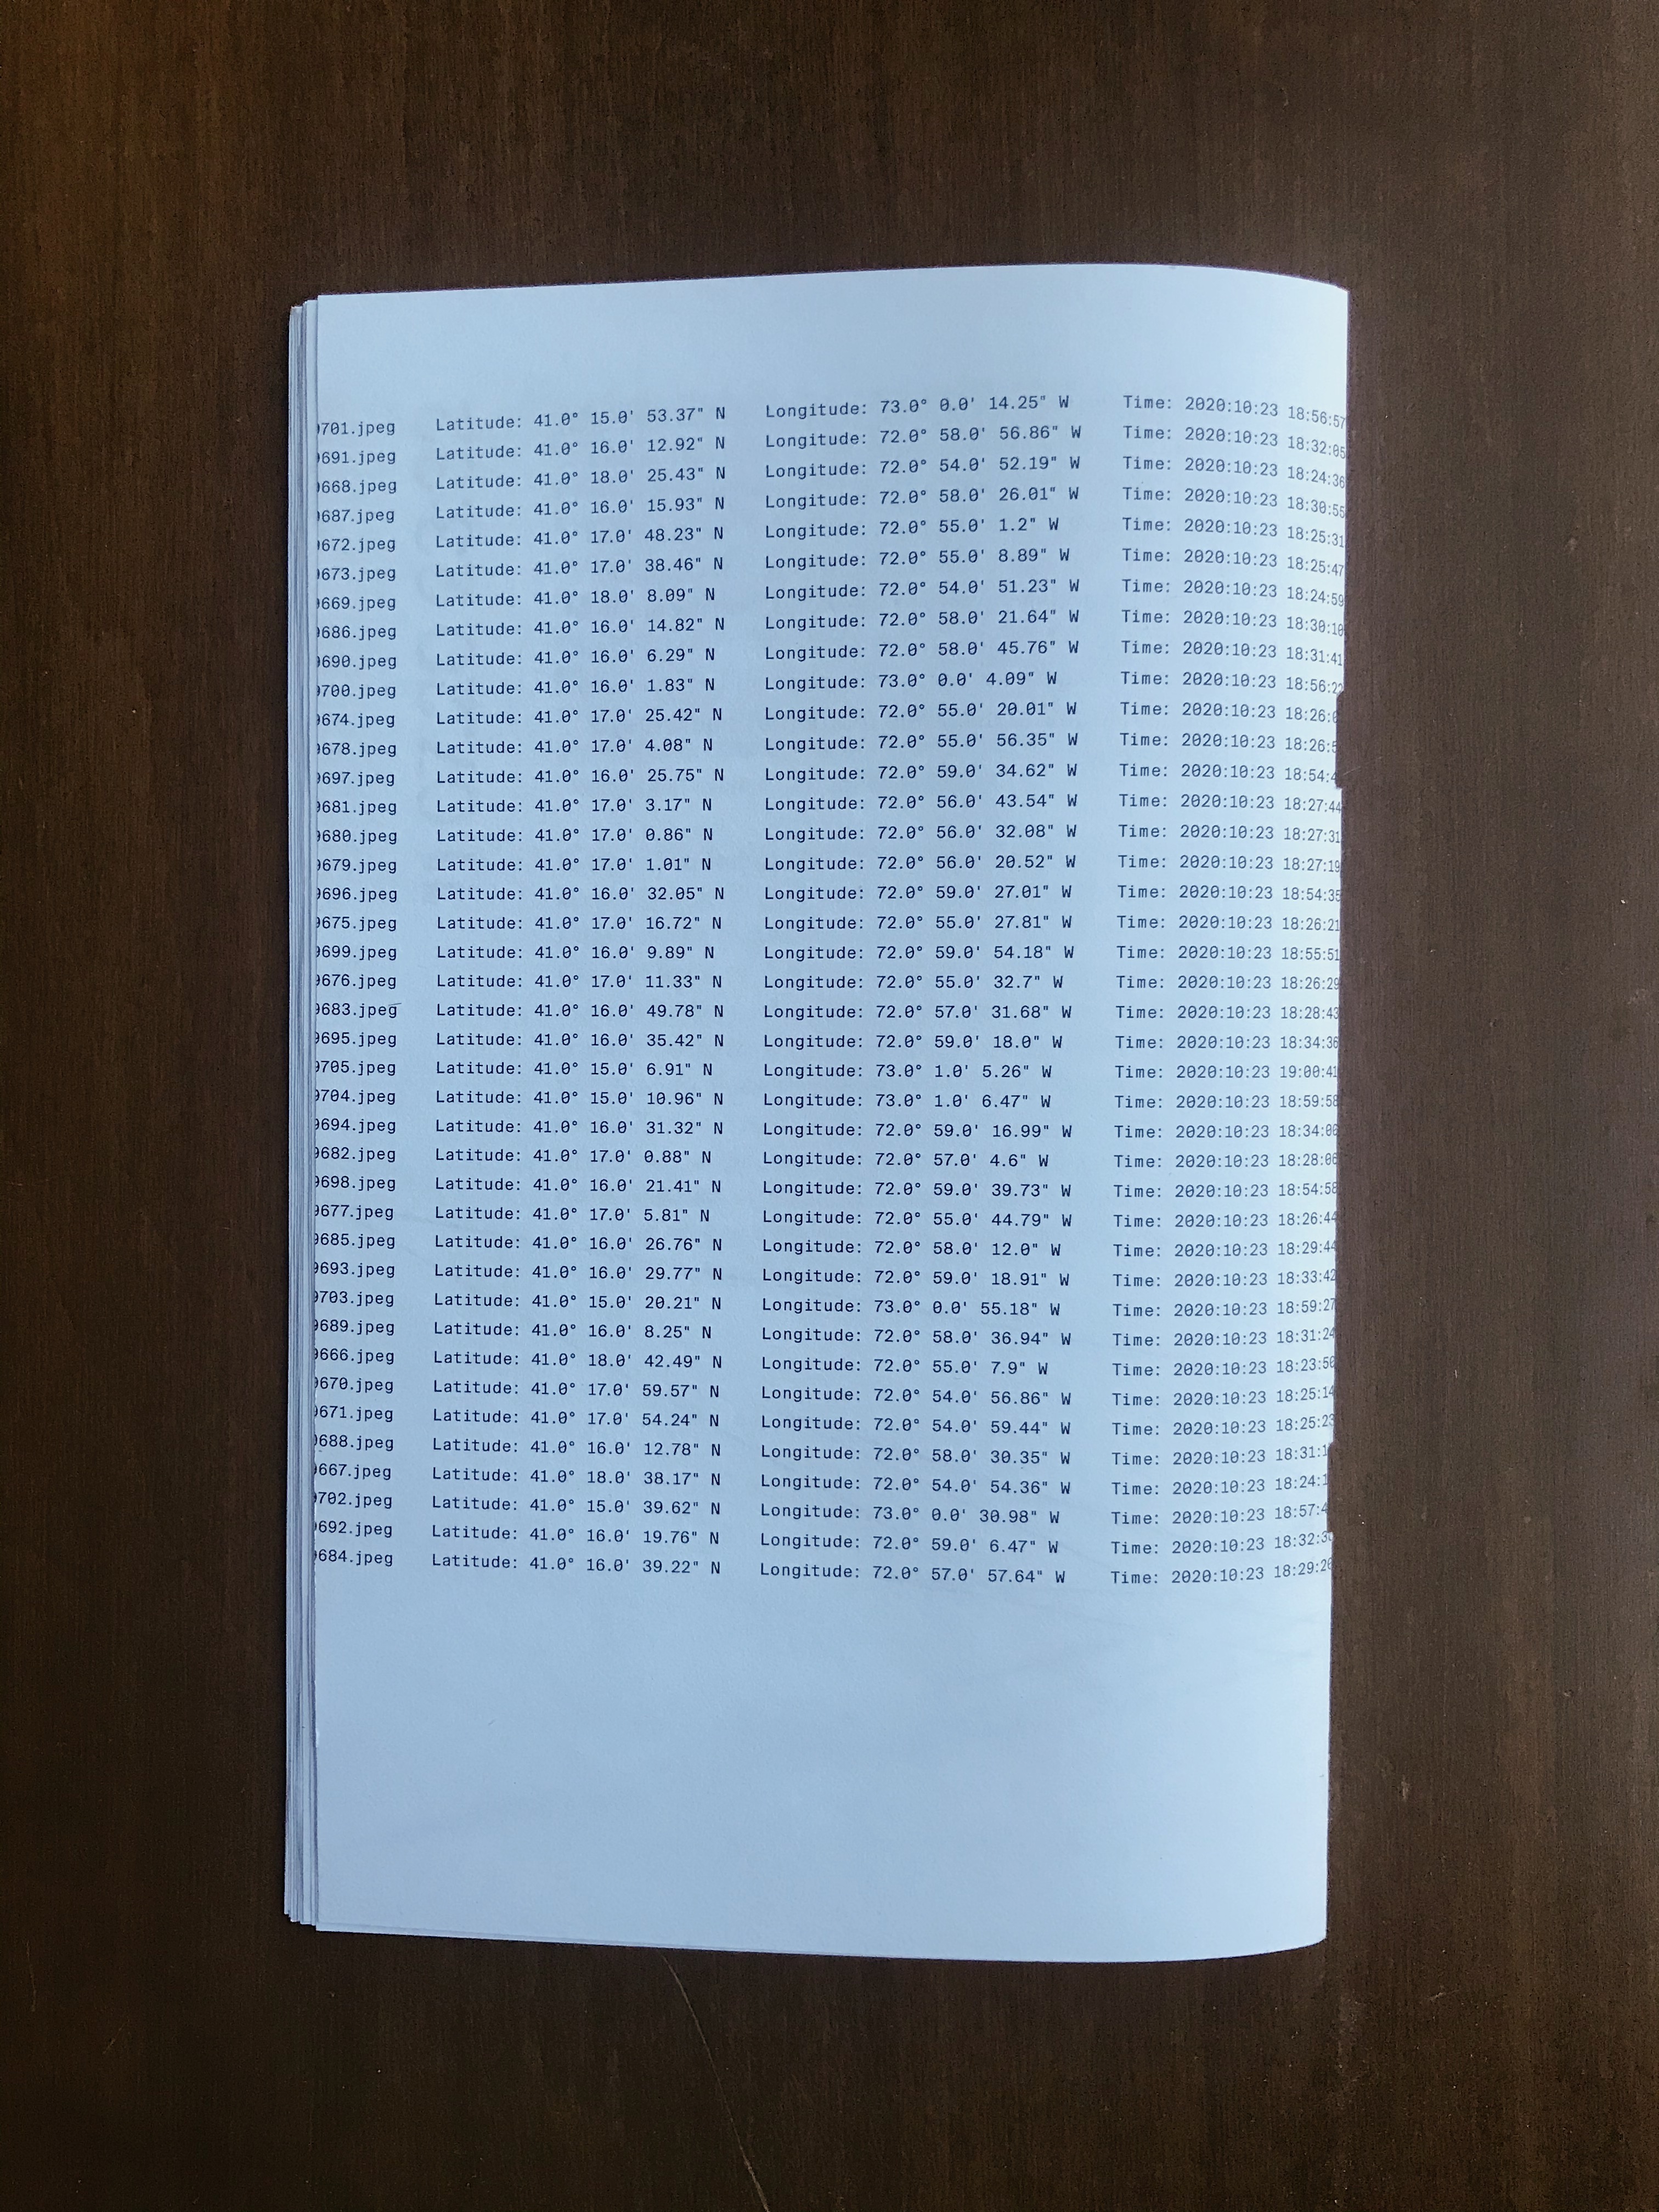 9701.jpeg Latitude: 41.0° 15.0' 53.37" N Longitude: 73.0° 0.0' 14.25" W Time: 2020:10:23 18:56:57
9691.jpeg Latitude: 41.0° 16.0' 12.92" N Longitude: 72.0° 58.0' 56.86" W Time: 2020:10:23 18:32:05
9668.jpeg Latitude: 41.0° 18.0' 25.43" N Longitude: 72.0° 54.0' 52.19" W Time: 2020:10:23 18:24:36
9687.jpeg Latitude: 41.0° 16.0' 15.93" N Longitude: 72.0° 58.0' 26.01" W Time: 2020:10:23 18:30:55
9672.jpeg Latitude: 41.0° 17.0' 48.23" N Longitude: 72.0° 55.0' 1.2" W Time: 2020:10:23 18:25:31
9673.jpeg Latitude: 41.0° 17.0' 38.46" N Longitude: 72.0° 55.0' 8.89" W Time: 2020:10:23 18:25:47
9669.jpeg Latitude: 41.0° 18.0' 8.09" N Longitude: 72.0° 54.0' 51.23" W Time: 2020:10:23 18:24:59
9686.jpeg Latitude: 41.0° 16.0' 14.82" N Longitude: 72.0° 58.0' 21.64" W Time: 2020:10:23 18:30:10
9690.jpeg Latitude: 41.0° 16.0' 6.29" N Longitude: 72.0° 58.0' 45.76" W Time: 2020:10:23 18:31:41
9700.jpeg Latitude: 41.0° 16.0' 1.83" N Longitude: 73.0° 0.0' 4.09" W Time: 2020:10:23 18:56:22
9674.jpeg Latitude: 41.0° 17.0' 25.42" N Longitude: 72.0° 55.0' 20.01" W Time: 2020:10:23 18:26:
9678.jpeg Latitude: 41.0° 17.0' 4.08" N Longitude: 72.0° 55.0' 56.35" W Time: 2020:10:23 18:26:
9697.jpeg Latitude: 41.0° 16.0' 25.75" N Longitude: 72.0° 59.0' 34.62" W Time: 2020:10:23 18:54:4
9681.jpeg Latitude: 41.0° 17.0' 3.17" N Longitude: 72.0° 56.0' 43.54" W Time: 2020:10:23 18:27:44
9680.jpeg Latitude: 41.0° 17.0' 0.86" N Longitude: 72.0° 56.0' 32.08" W Time: 2020:10:23 18:27:31
9679.jpeg Latitude: 41.0° 17.0' 1.01" N Longitude: 72.0° 56.0' 20.52" W Time: 2020:10:23 18:27:19
9696.jpeg Latitude: 41.0° 16.0' 32.05" N Longitude: 72.0° 59.0' 27.01" W Time: 2020:10:23 18:54:35
9675.jpeg Latitude: 41.0° 17.0' 16.72" N Longitude: 72.0° 55.0' 27.81" W Time: 2020:10:23 18:26:21
9699.jpeg Latitude: 41.0° 16.0' 9.89" N Longitude: 72.0° 59.0' 54.18" W Time: 2020:10:23 18:55:51
9676.jpeg Latitude: 41.0° 17.0' 11.33" N Longitude: 72.0° 55.0' 32.7" W Time: 2020:10:23 18:26:29
9683.jpeg Latitude: 41.0° 16.0' 49.78" N Longitude: 72.0° 57.0' 31.68" W Time: 2020:10:23 18:28:43
9695.jpeg Latitude: 41.0° 16.0' 35.42" N Longitude: 72.0° 59.0' 18.0" W Time: 2020:10:23 18:34:36
9705.jpeg Latitude: 41.0° 15.0' 6.91" N Longitude: 73.0° 1.0' 5.26" W Time: 2020:10:23 19:00:41
9704.jpeg Latitude: 41.0° 15.0' 10.96" N Longitude: 73.0° 1.0' 6.47" W Time: 2020:10:23 18:59:58
9694.jpeg Latitude: 41.0° 16.0' 31.32" N Longitude: 72.0° 59.0' 16.99" W Time: 2020:10:23 18:34:00
9682.jpeg Latitude: 41.0° 17.0' 0.88" N Longitude: 72.0° 57.0' 4.6" W Time: 2020:10:23 18:28:06
9698.jpeg Latitude: 41.0° 16.0' 21.41" N Longitude: 72.0° 59.0' 39.73" W Time: 2020:10:23 18:54:58
9677.jpeg Latitude: 41.0° 17.0' 5.81" N Longitude: 72.0° 55.0' 44.79" W Time: 2020:10:23 18:26:44
9685.jpeg Latitude: 41.0° 16.0' 26.76" N Longitude: 72.0° 58.0' 12.0" W Time: 2020:10:23 18:29:44
9693.jpeg Latitude: 41.0° 16.0' 29.77" N Longitude: 72.0° 59.0' 18.91" W Time: 2020:10:23 18:33:42
9703.jpeg Latitude: 41.0° 15.0' 20.21" N Longitude: 73.0° 0.0' 55.18" W Time: 2020:10:23 18:59:27
9689.jpeg Latitude: 41.0° 16.0' 8.25" N Longitude: 72.0° 58.0' 36.94" W Time: 2020:10:23 18:31:24
9666.jpeg Latitude: 41.0° 18.0' 42.49" N Longitude: 72.0° 55.0' 7.9" W Time: 2020:10:23 18:23:50
9670.jpeg Latitude: 41.0° 17.0' 59.57" N Longitude: 72.0° 54.0' 56.86" W Time: 2020:10:23 18:25:14
9671.jpeg Latitude: 41.0° 17.0' 54.24" N Longitude: 72.0° 54.0' 59.44" W Time: 2020:10:23 18:25:23
9688.jpeg Latitude: 41.0° 16.0' 12.78" N Longitude: 72.0° 58.0' 30.35" W Time: 2020:10:23 18:31:1
9667.jpeg Latitude: 41.0° 18.0' 38.17" N Longitude: 72.0° 54.0' 54.36" W Time: 2020:10:23 18:24:1
9702.jpeg Latitude: 41.0° 15.0' 39.62" N Longitude: 73.0° 0.0' 30.98" W Time: 2020:10:23 18:57:4
9692.jpeg Latitude: 41.0° 16.0' 19.76" N Longitude: 72.0° 59.0' 6.47" W Time: 2020:10:23 18:32:3
9684.jpeg Latitude: 41.0° 16.0' 39.22" N Longitude: 72.0° 57.0' 57.64" W Time: 2020:10:23 18:29:20